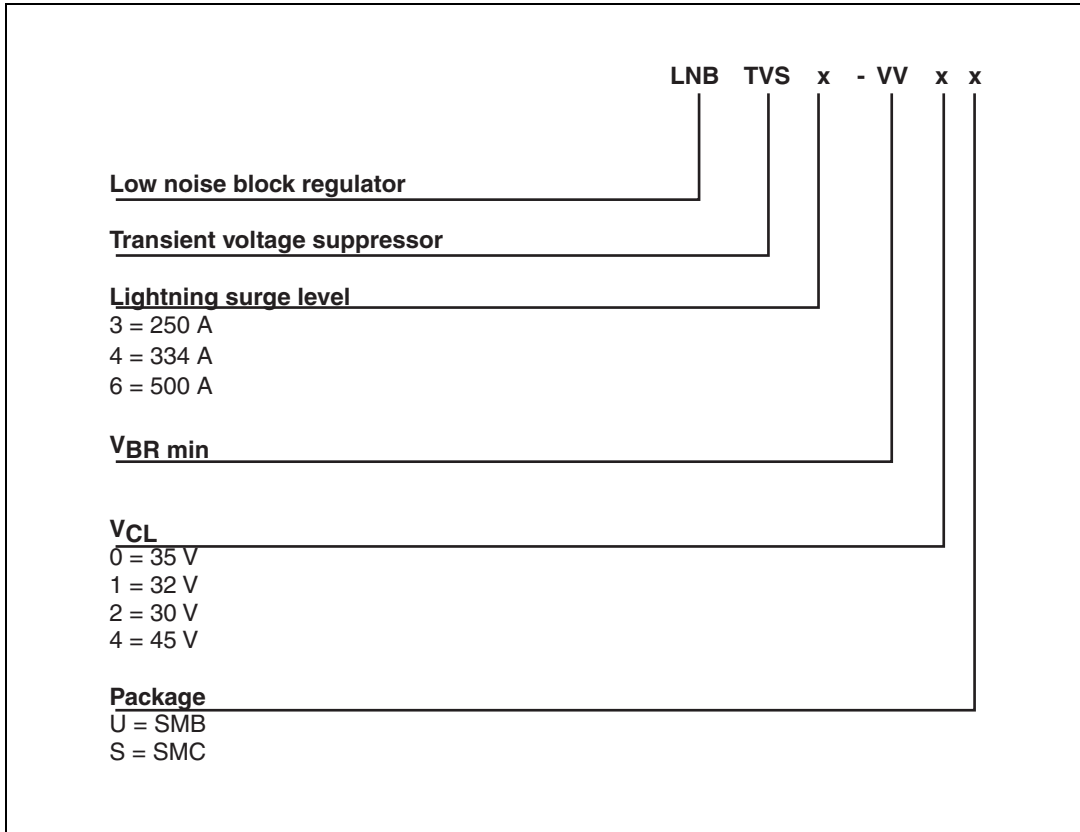 LNB TVS x - VV x x
Low noise block regulator
Transient voltage suppressor
Lightning surge level
3 = 250 A
4 = 334 A
6 = 500 A
VBR min
VCL
0 = 35 V
1 = 32 V
2 = 30 V
4 = 45 V
Package
U = SMB
S = SMC